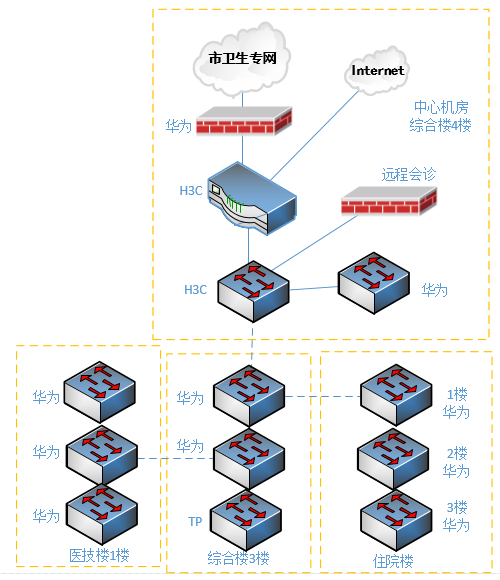 市卫生专网
Internet
中心机房
综合楼4楼
华为
远程会诊
H3C
H3C
华为
华为
华为
1楼
华为
华为
华为
2楼
华为
华为
TP
3楼
华为
医技楼1楼
综合楼3楼
住院楼